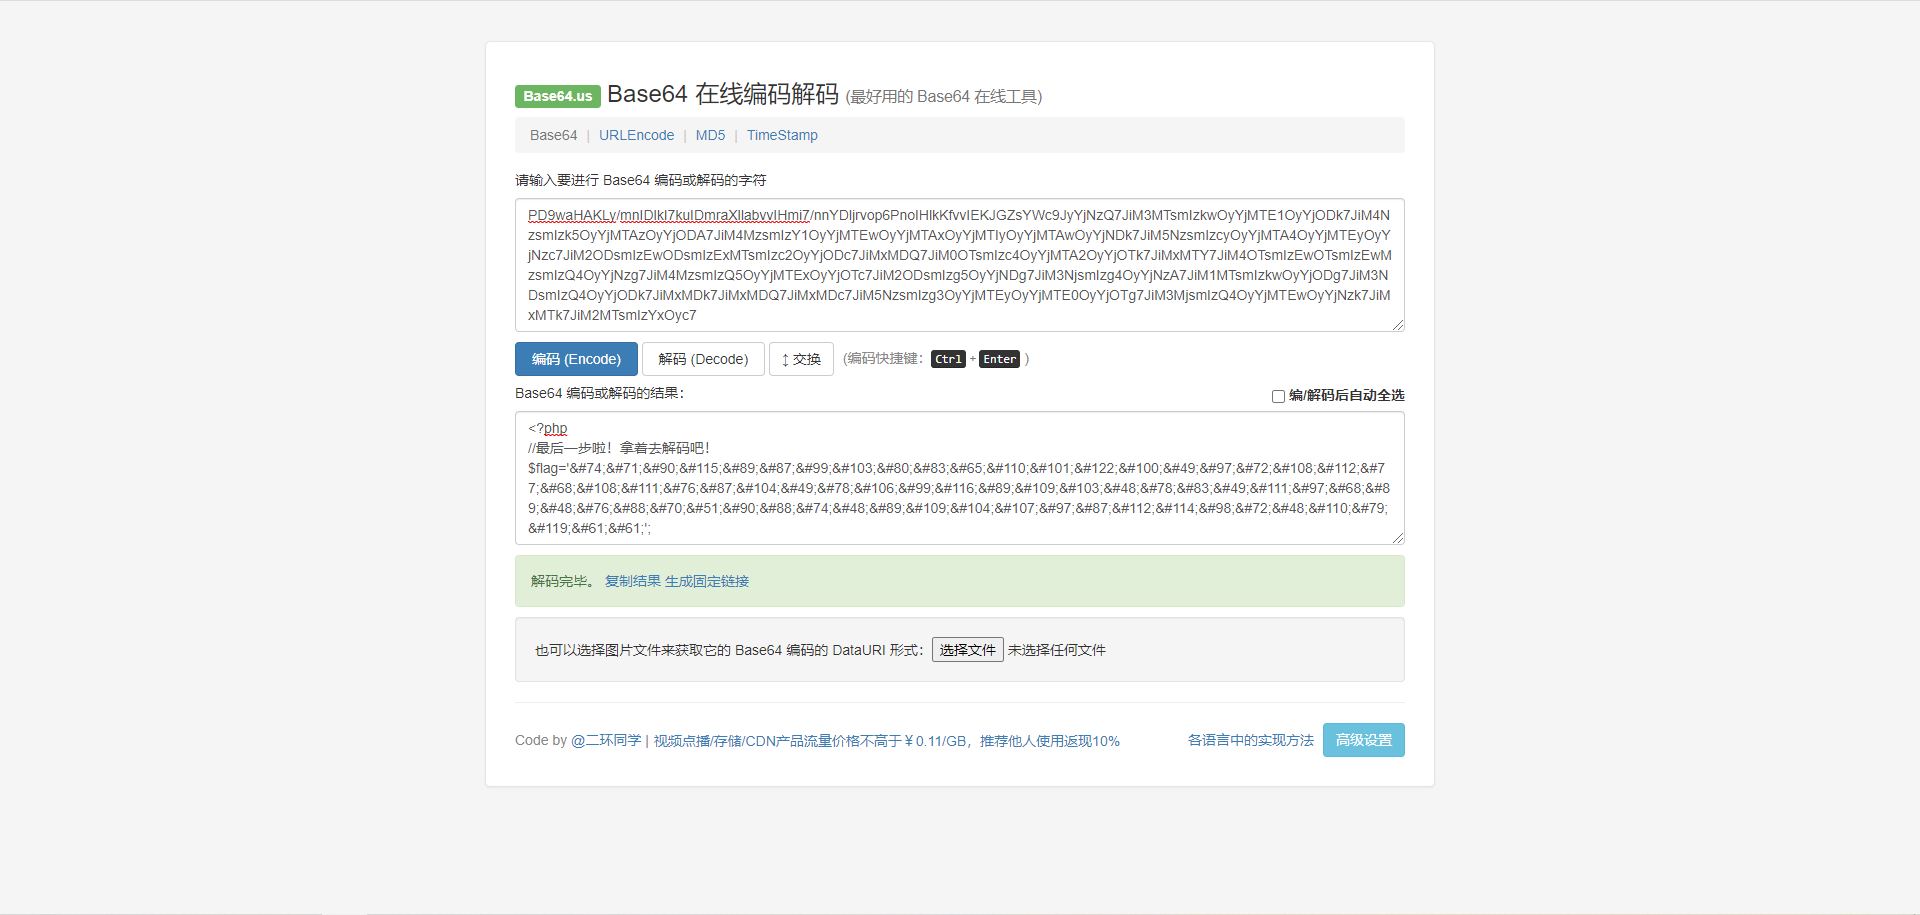 Base64.us Base64 在线编码解码 (最好用的 Base64 在线工具)
Base64 | URLEncode | MD5 | TimeStamp
请输入要进行 Base64 编码或解码的字符
PD9waHAKLy/mnIDlkI7kuIDmraXllabvvIHmi7/nnYDljrvop6PnoIHlkKfvvIEKJGZsYWc9JyYjNzQ7JiM3MTsmIzkwOyYjMTE1OyYjODk7JiM4N
zsmIzk5OyYjMTAzOyYjODA7JiM4MzsmIzY1OyYjMTEwOyYjMTAxOyYjMTIyOyYjMTAwOyYjNDk7JiM5NzsmIzcyOyYjMTA4OyYjMTEyOyY
jNzc7JiM2ODsmIzEwODsmIzExMTsmIzc2OyYjODc7JiMxMDQ7JiM0OTsmIzc4OyYjMTA2OyYjOTk7JiMxMTY7JiM4OTsmIzEwOTsmIzEwM
zsmIzQ4OyYjNzg7JiM4MzsmIzQ5OyYjMTExOyYjOTc7JiM2ODsmIzg5OyYjNDg7JiM3NjsmIzg4OyYjNzA7JiM1MTsmIzkwOyYjODg7JiM3N
DsmIzQ4OyYjODk7JiMxMDk7JiMxMDQ7JiMxMDc7JiM5NzsmIzg3OyYjMTEyOyYjMTE0OyYjOTg7JiM3MjsmIzQ4OyYjMTEwOyYjNzk7JiM
xMTk7JiM2MTsmIzYxOyc7
编码 (Encode) 解码 (Decode) ↕ 交换 (编码快捷键： Ctrl + Enter )
Base64 编码或解码的结果： 编/解码后自动全选
<?php
//最后一步啦！拿着去解码吧！
$flag='&#74;&#71;&#90;&#115;&#89;&#87;&#99;&#103;&#80;&#83;&#65;&#110;&#101;&#122;&#100;&#49;&#97;&#72;&#108;&#112;&#7
7;&#68;&#108;&#111;&#76;&#87;&#104;&#49;&#78;&#106;&#99;&#116;&#89;&#109;&#103;&#48;&#78;&#83;&#49;&#111;&#97;&#68;&#8
9;&#48;&#76;&#88;&#70;&#51;&#90;&#88;&#74;&#48;&#89;&#109;&#104;&#107;&#97;&#87;&#112;&#114;&#98;&#72;&#48;&#110;&#79;
&#119;&#61;&#61;';
解码完毕。 复制结果 生成固定链接
也可以选择图片文件来获取它的 Base64 编码的 DataURI 形式： 选择文件 未选择任何文件
Code by @二环同学 | 视频点播/存储/CDN产品流量价格不高于￥0.11/GB，推荐他人使用返现10% 各语言中的实现方法 高级设置